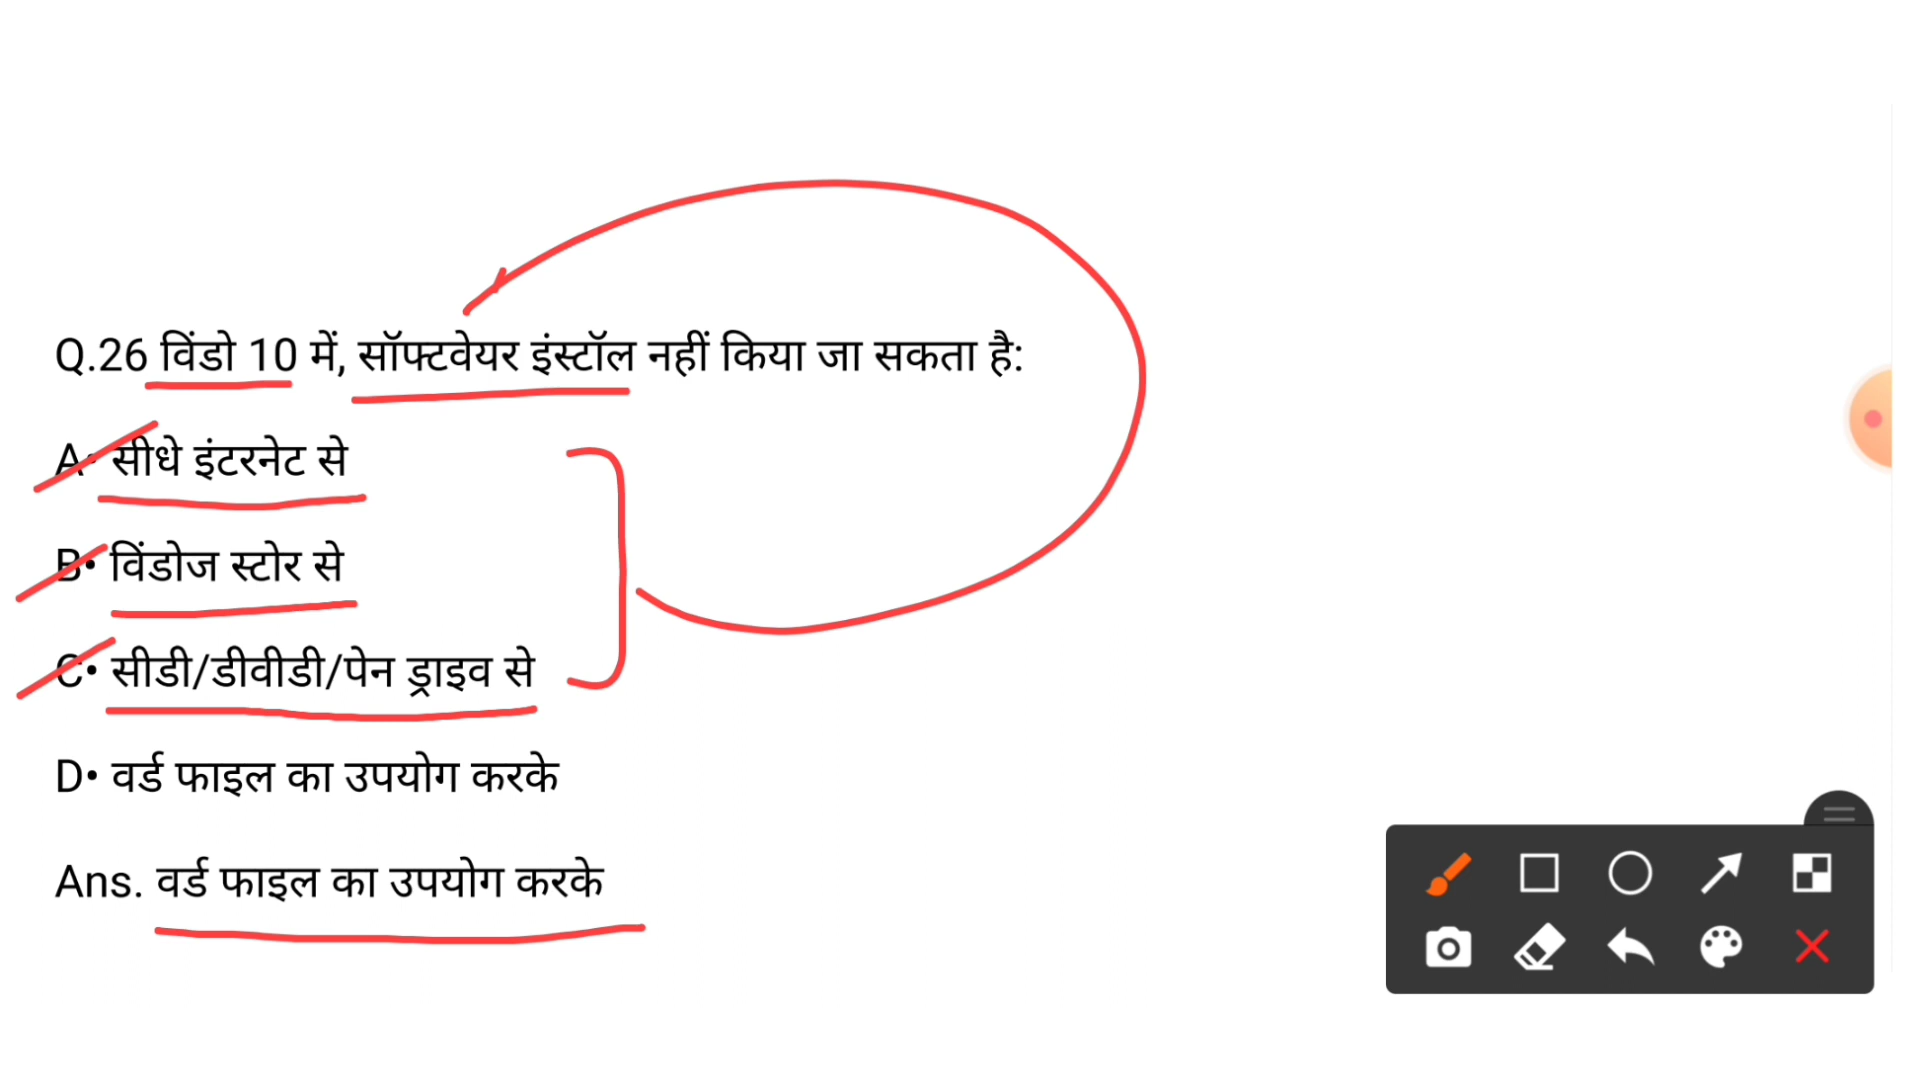 Q.26 विंडो 10 में, सॉफ्टवेयर इंस्टॉल नहीं किया जा सकता है:
A• सीधे इंटरनेट से
B• विंडोज स्टोर से
C• सीडी/डीवीडी/पेन ड्राइव से
D• वर्ड फाइल का उपयोग करके
Ans. वर्ड फाइल का उपयोग करके